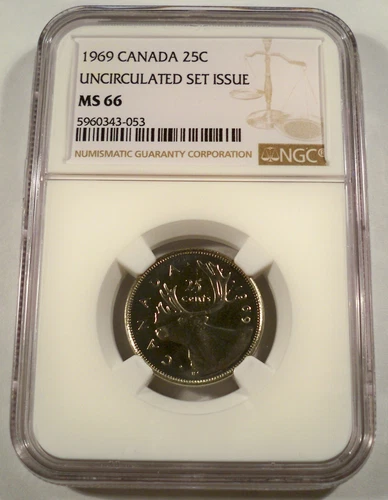 1969 CANADA 25C
UNCIRCULATED SET ISSUE
MS 66
5960343-053
NUMISMATIC GUARANTY CORPORATION
NGC
CANADA
25
cents
1969